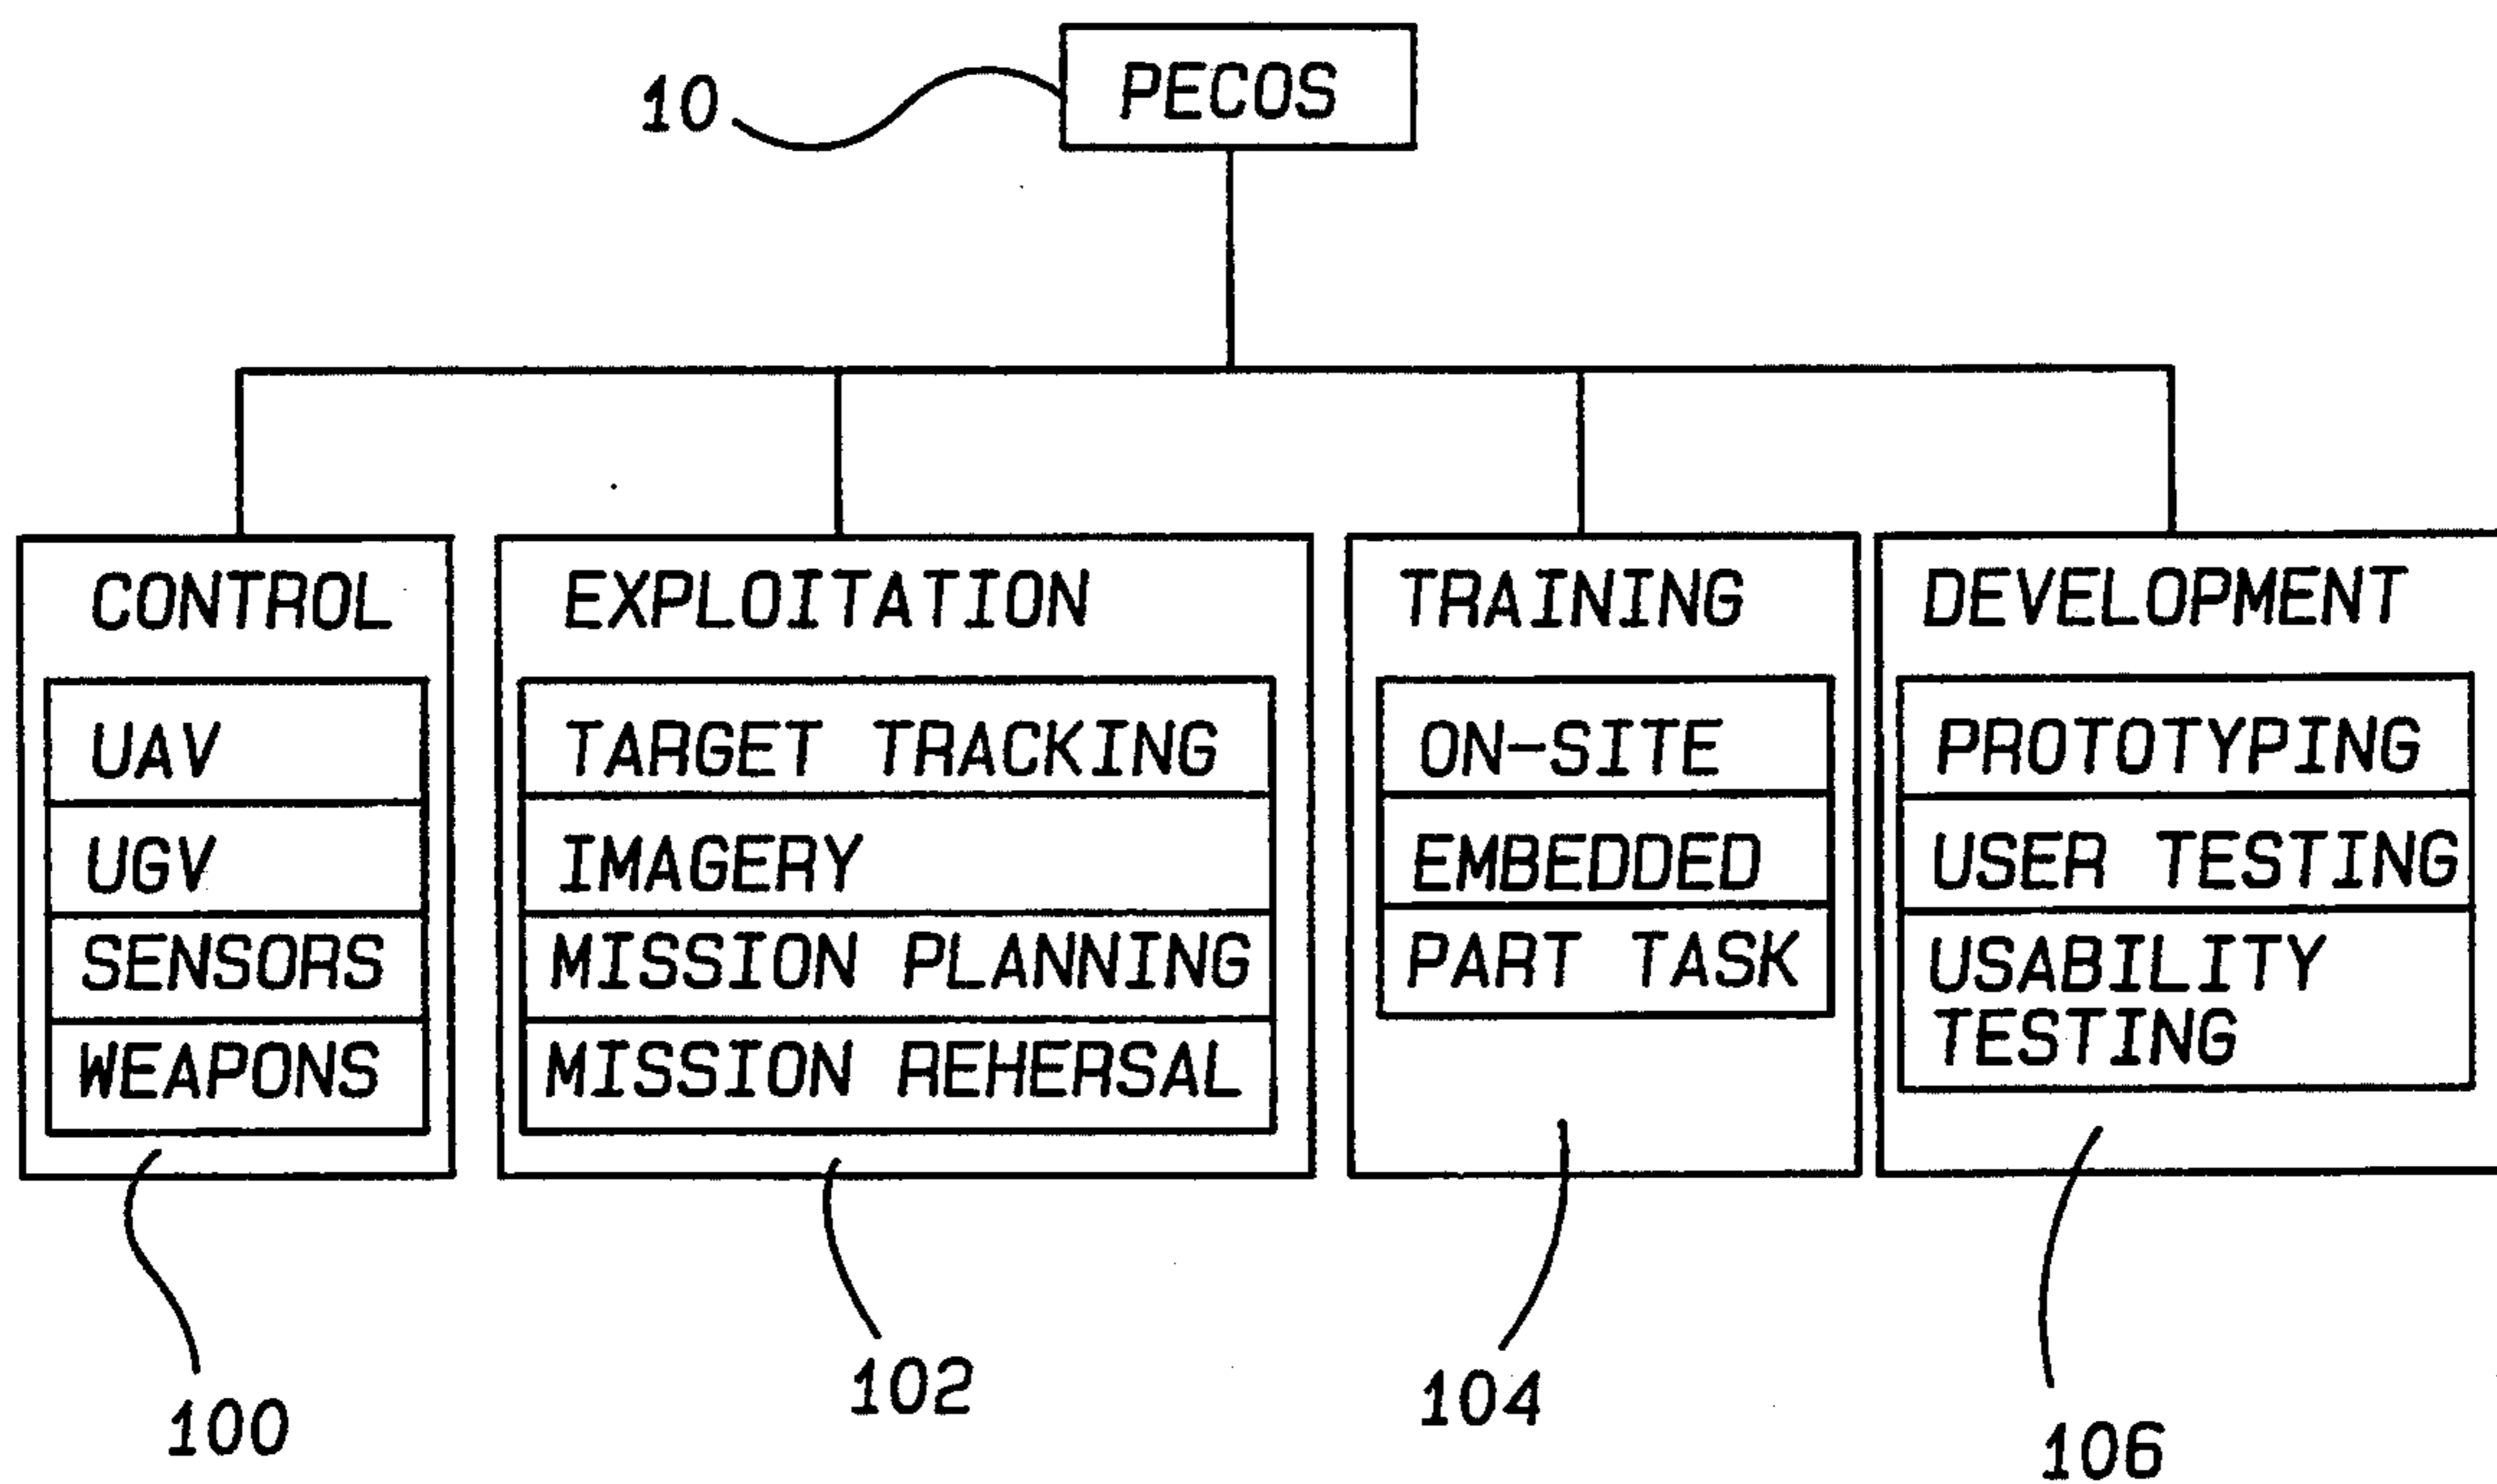 PECOS
10
CONTROL
UAV
UGV
SENSORS
WEAPONS
100
EXPLOITATION
TARGET TRACKING
IMAGERY
MISSION PLANNING
MISSION REHERSAL
102
TRAINING
ON-SITE
EMBEDDED
PART TASK
104
DEVELOPMENT
PROTOTYPING
USER TESTING
USABILITY
TESTING
106